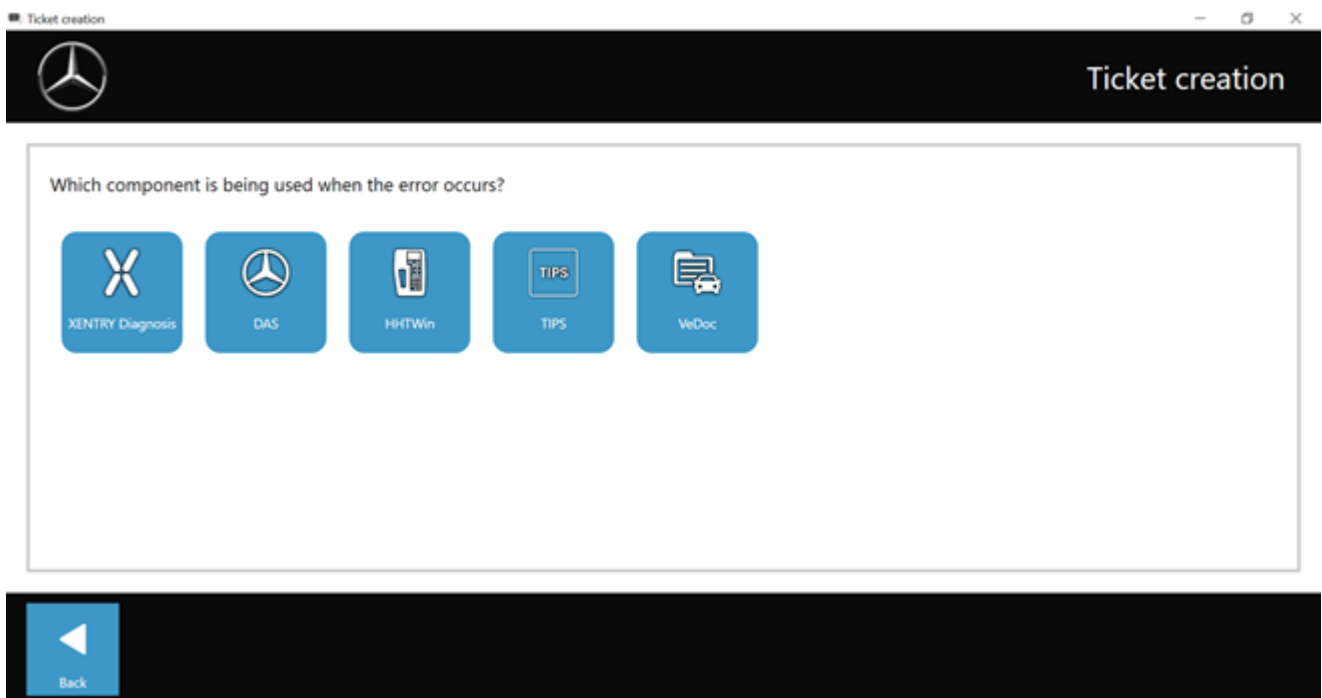 Ticket creation
Ticket creation
Which component is being used when the error occurs?
TIPS
XENTRY Diagnosis DAS HHTWin TIPS VeDoc
Back